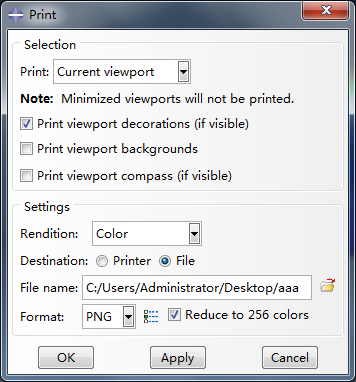 Print
Selection
Print: Current viewport
Note: Minimized viewports will not be printed.
Print viewport decorations (if visible)
Print viewport backgrounds
Print viewport compass (if visible)
Settings
Rendition: Color
Destination: Printer File
File name: C:/Users/Administrator/Desktop/aaa
Format: PNG Reduce to 256 colors
OK Apply Cancel